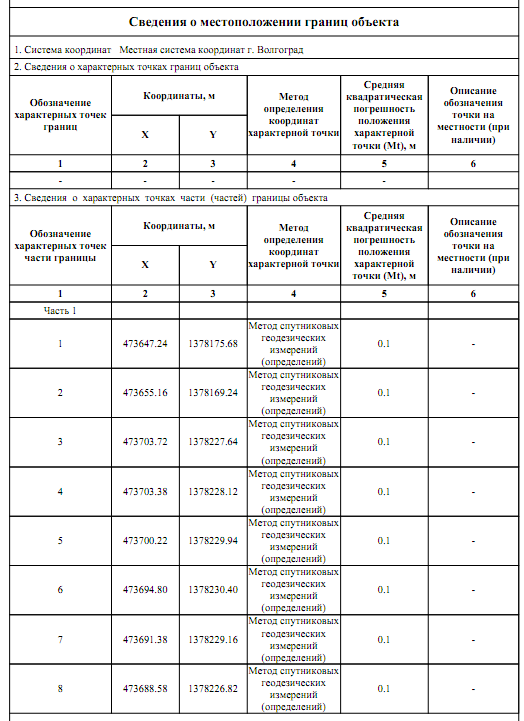 Сведения о местоположении границ объекта
1. Система координат Местная система координат г. Волгоград
2. Сведения о характерных точках границ объекта
Обозначение
характерных точек
границ
Координаты, м
X
Y
Метод
определения
координат
характерной точки
Средняя
квадратическая
погрешность
положения
характерной
точки (Mt), м
Описание
обозначения
точки на
местности (при
наличии)
1 2 3 4 5 6
- - - - -
3. Сведения о характерных точках части (частей) границы объекта
Обозначение
характерных точек
части границы
Координаты, м
X
Y
Метод
определения
координат
характерной точки
Средняя
квадратическая
погрешность
положения
характерной
точки (Mt), м
Описание
обозначения
точки на
местности (при
наличии)
1 2 3 4 5 6
Часть 1
1 473647.24 1378175.68 Метод спутниковых
геодезических
измерений
(определений)
0.1 -
2 473655.16 1378169.24 Метод спутниковых
геодезических
измерений
(определений)
0.1 -
3 473703.72 1378227.64 Метод спутниковых
геодезических
измерений
(определений)
0.1 -
4 473703.38 1378228.12 Метод спутниковых
геодезических
измерений
(определений)
0.1 -
5 473700.22 1378229.94 Метод спутниковых
геодезических
измерений
(определений)
0.1 -
6 473694.80 1378230.40 Метод спутниковых
геодезических
измерений
(определений)
0.1 -
7 473691.38 1378229.16 Метод спутниковых
геодезических
измерений
(определений)
0.1 -
8 473688.58 1378226.82 Метод спутниковых
геодезических
измерений
(определений)
0.1 -